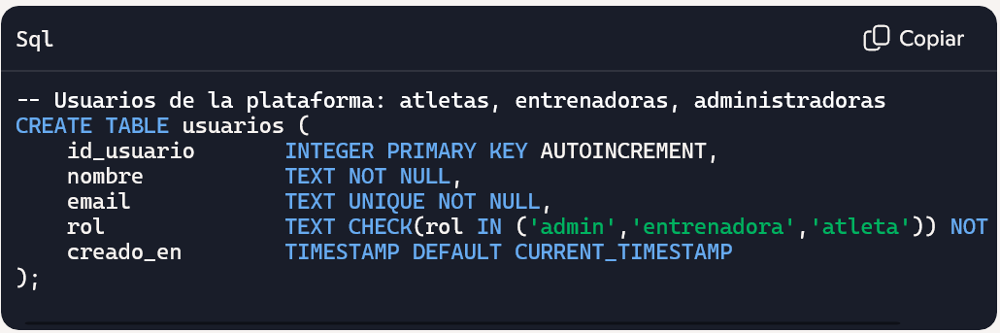 Sql
Copiar
-- Usuarios de la plataforma: atletas, entrenadoras, administradoras
CREATE TABLE usuarios (
    id_usuario       INTEGER PRIMARY KEY AUTOINCREMENT,
    nombre           TEXT NOT NULL,
    email            TEXT UNIQUE NOT NULL,
    rol              TEXT CHECK(rol IN ('admin','entrenadora','atleta')) NOT
    creado_en        TIMESTAMP DEFAULT CURRENT_TIMESTAMP
);